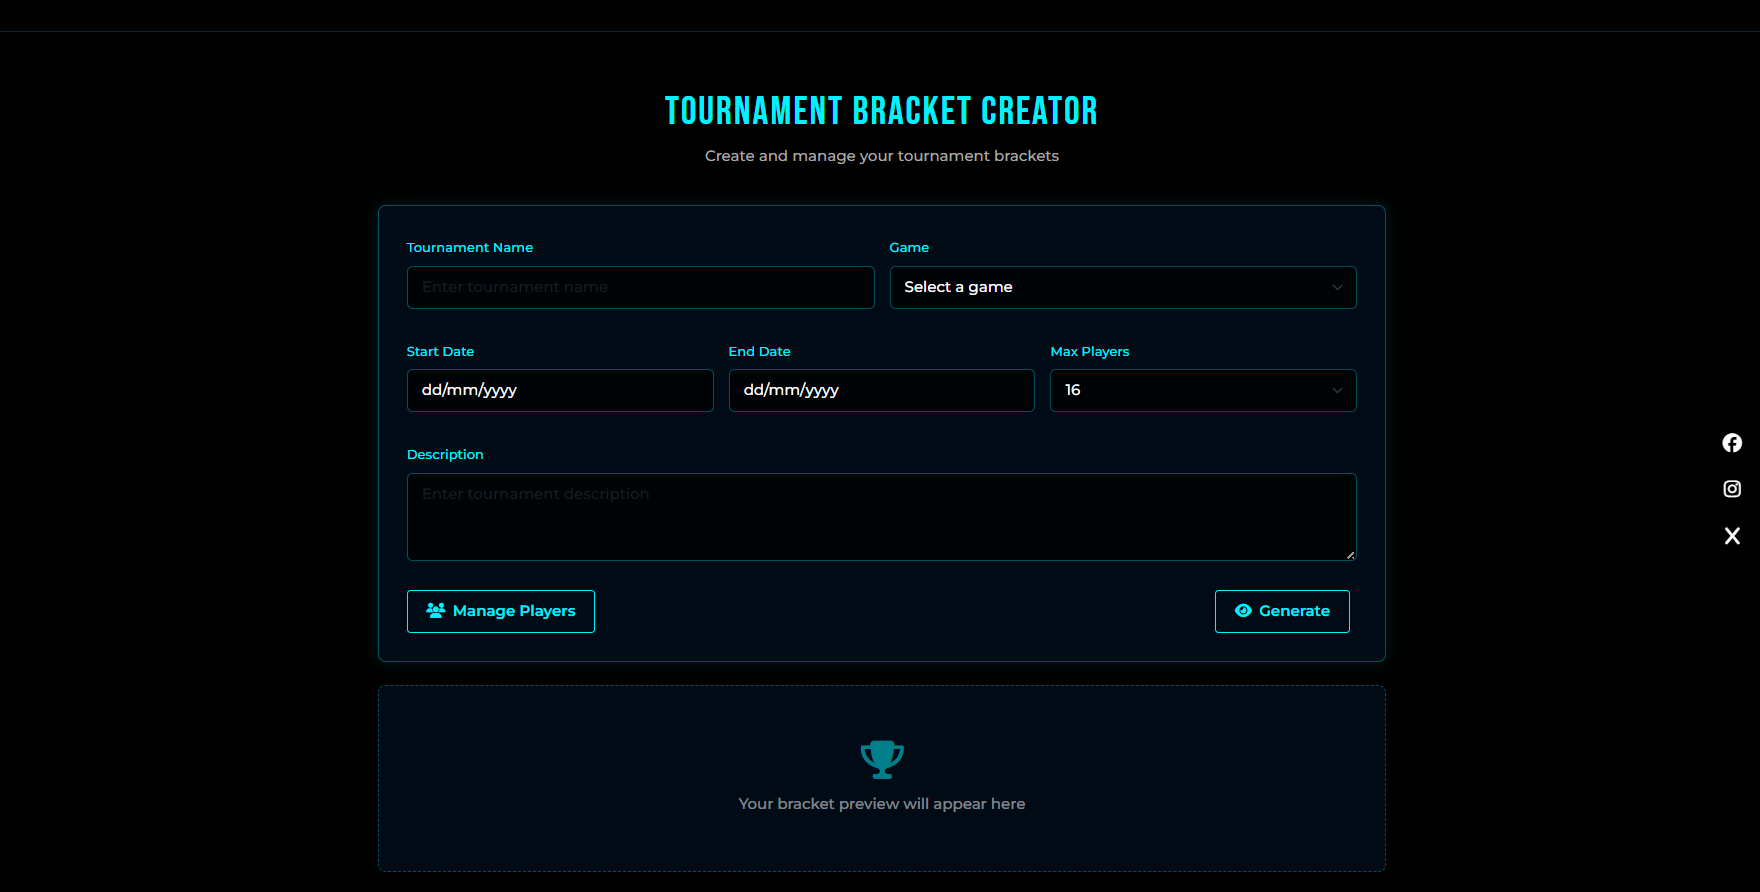 TOURNAMENT BRACKET CREATOR
Create and manage your tournament brackets
Tournament Name
Game
Enter tournament name
Select a game
Start Date
End Date
Max Players
dd/mm/yyyy
dd/mm/yyyy
16
Description
Enter tournament description
Manage Players
Generate
Your bracket preview will appear here